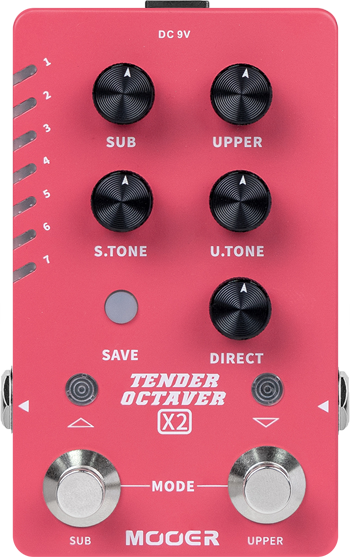 DC 9V
1
2
3
4
5
6
7
SUB UPPER
S.TONE U.TONE
SAVE DIRECT
TENDER
OCTAVER
X2
MODE
SUB MOOER UPPER